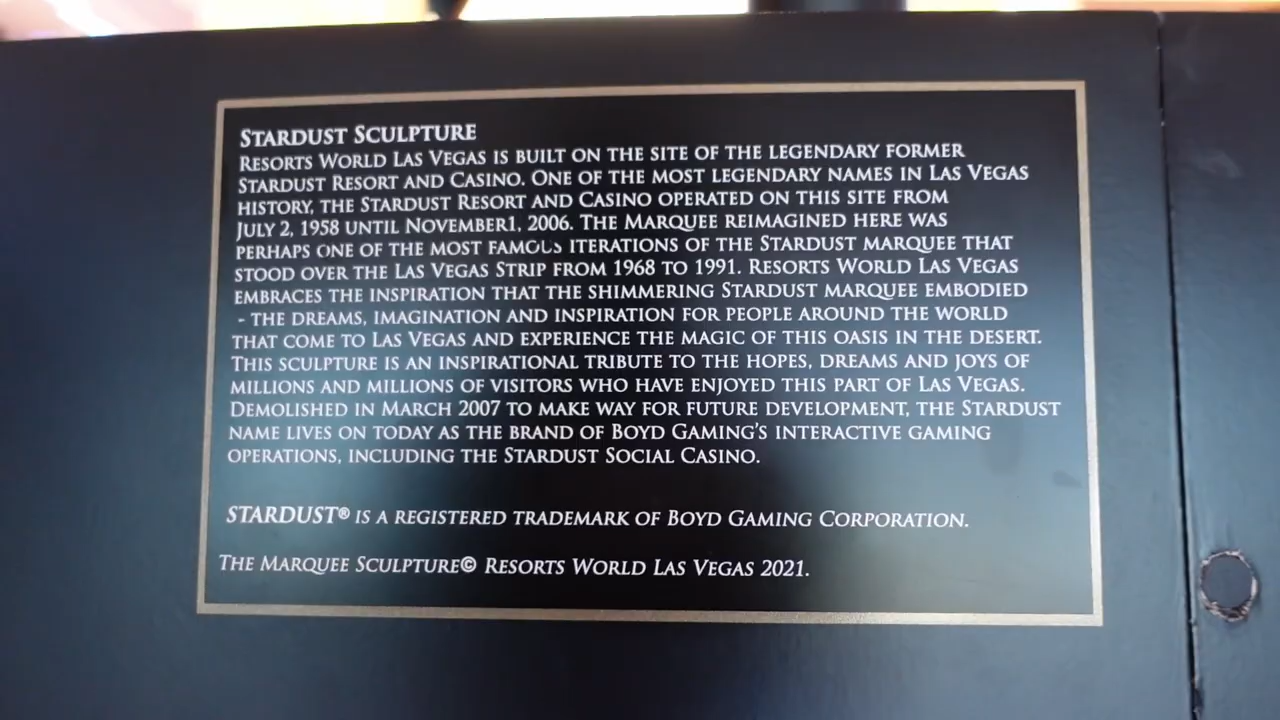 STARDUST SCULPTURE
RESORTS WORLD LAS VEGAS IS BUILT ON THE SITE OF THE LEGENDARY FORMER
STARDUST RESORT AND CASINO. ONE OF THE MOST LEGENDARY NAMES IN LAS VEGAS
HISTORY, THE STARDUST RESORT AND CASINO OPERATED ON THIS SITE FROM
JULY 2, 1958 UNTIL NOVEMBER1, 2006. THE MARQUEE REIMAGINED HERE WAS
PERHAPS ONE OF THE MOST FAMOUS ITERATIONS OF THE STARDUST MARQUEE THAT
STOOD OVER THE LAS VEGAS STRIP FROM 1968 TO 1991. RESORTS WORLD LAS VEGAS
EMBRACES THE INSPIRATION THAT THE SHIMMERING STARDUST MARQUEE EMBODIED
- THE DREAMS, IMAGINATION AND INSPIRATION FOR PEOPLE AROUND THE WORLD
THAT COME TO LAS VEGAS AND EXPERIENCE THE MAGIC OF THIS OASIS IN THE DESERT.
THIS SCULPTURE IS AN INSPIRATIONAL TRIBUTE TO THE HOPES, DREAMS AND JOYS OF
MILLIONS AND MILLIONS OF VISITORS WHO HAVE ENJOYED THIS PART OF LAS VEGAS.
DEMOLISHED IN MARCH 2007 TO MAKE WAY FOR FUTURE DEVELOPMENT, THE STARDUST
NAME LIVES ON TODAY AS THE BRAND OF BOYD GAMING'S INTERACTIVE GAMING
OPERATIONS, INCLUDING THE STARDUST SOCIAL CASINO.
STARDUST® IS A REGISTERED TRADEMARK OF BOYD GAMING CORPORATION.
THE MARQUEE SCULPTURE© RESORTS WORLD LAS VEGAS 2021.